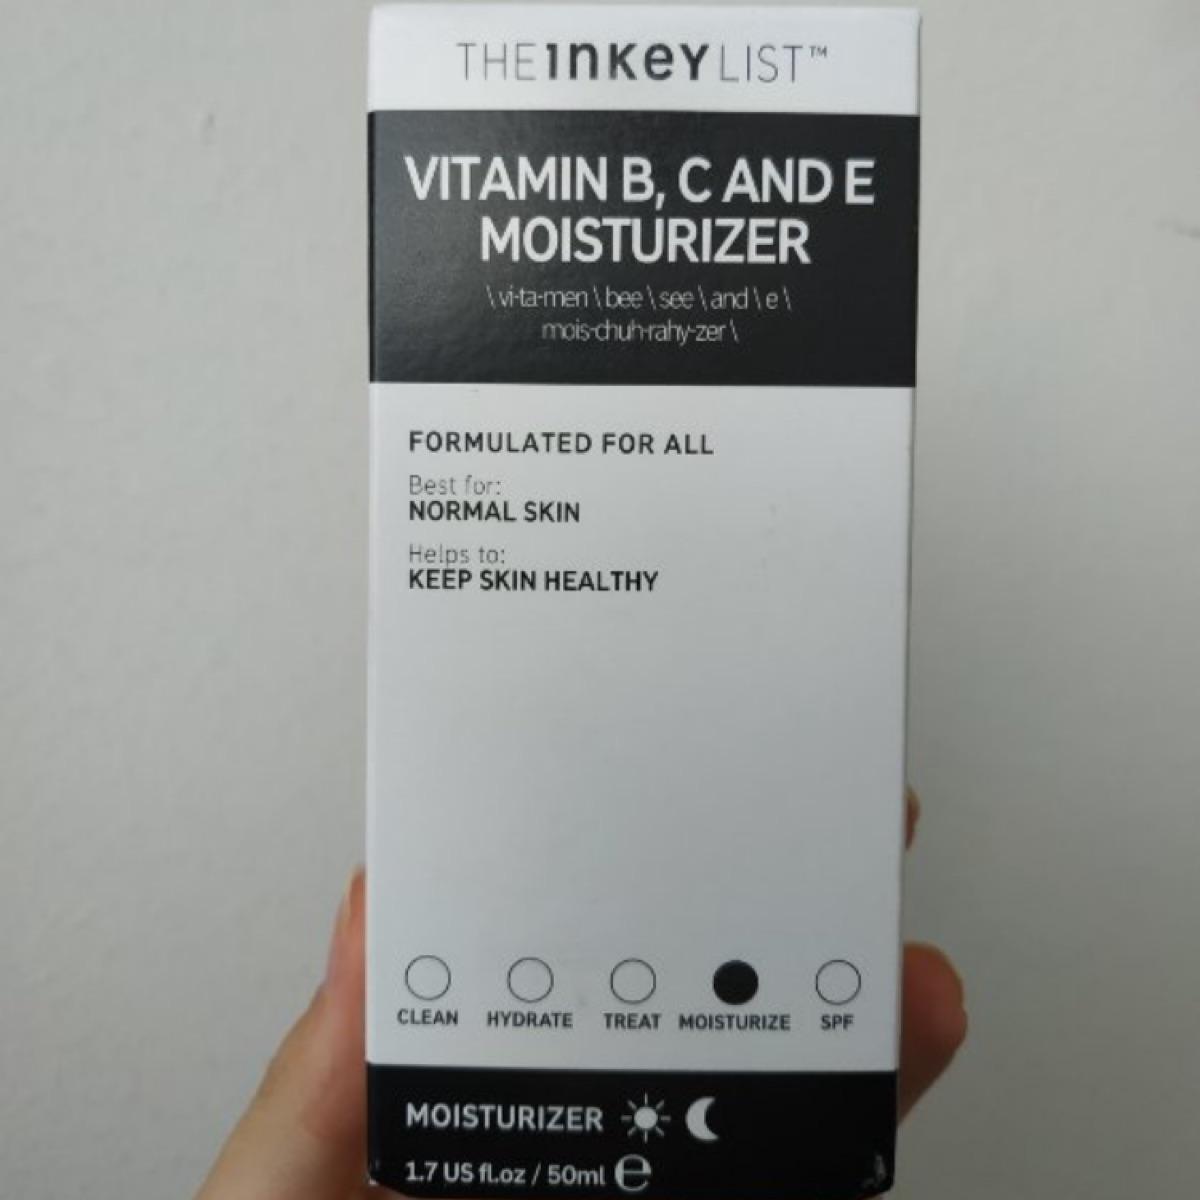 THE INKEY LIST™
VITAMIN B, C AND E
MOISTURIZER
\ vi-ta-men \ bee \ see \ and \ e \
mois-chuh-rahy-zer \
FORMULATED FOR ALL
Best for:
NORMAL SKIN
Helps to:
KEEP SKIN HEALTHY
CLEAN HYDRATE TREAT MOISTURIZE SPF
MOISTURIZER
1.7 US fl.oz / 50ml ℮